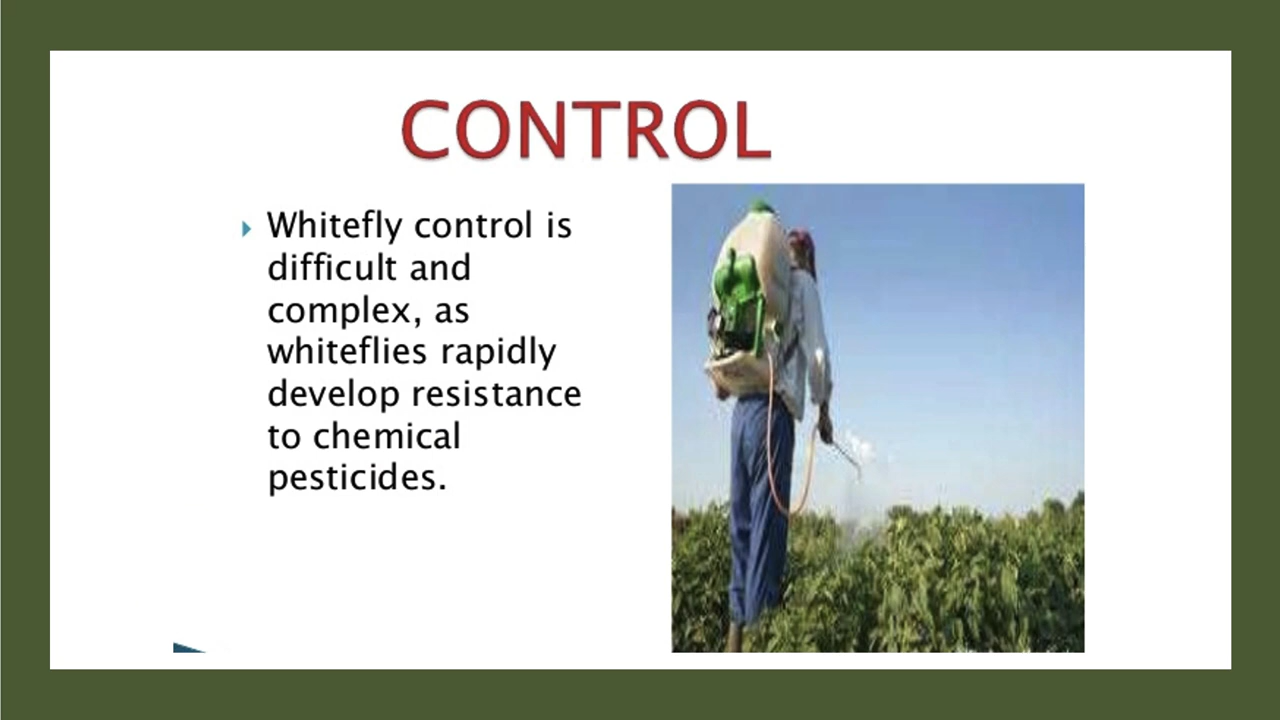 CONTROL
Whitefly control is
difficult and
complex, as
whiteflies rapidly
develop resistance
to chemical
pesticides.